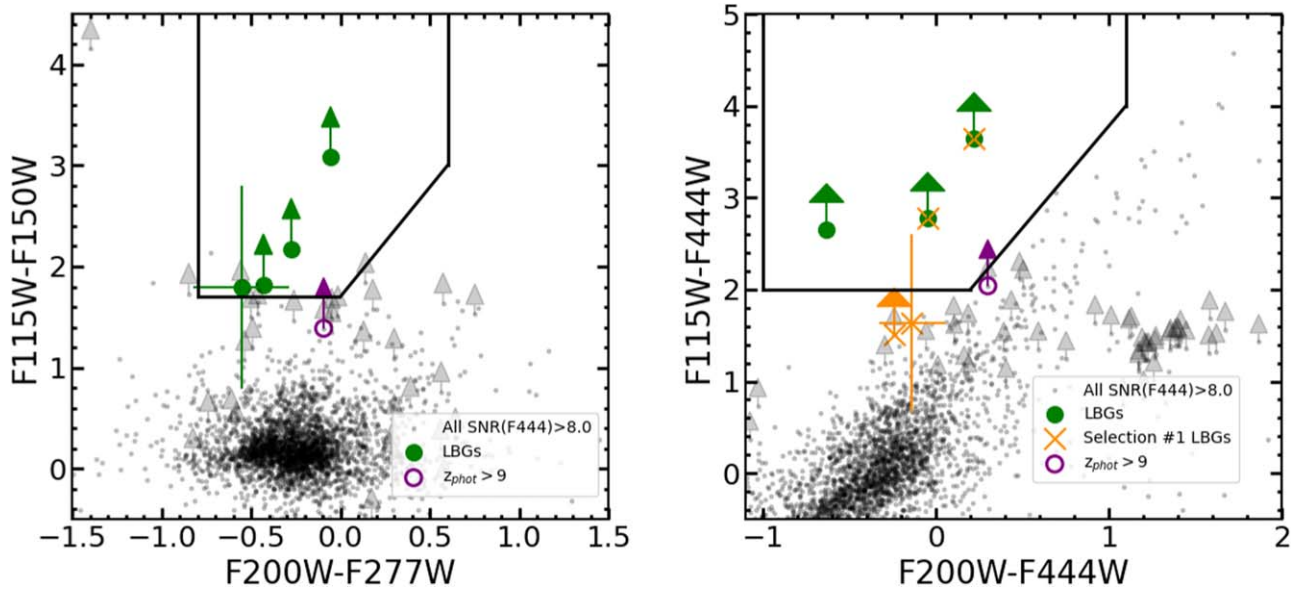 4
3
2
1
0
F115W-F150W
−1.5 −1.0 −0.5 0.0 0.5 1.0 1.5
F200W-F277W
All SNR(F444)>8.0
LBGs
zphot > 9
5
4
3
2
1
0
F115W-F444W
−1 0 1 2
F200W-F444W
All SNR(F444)>8.0
LBGs
Selection #1 LBGs
zphot > 9